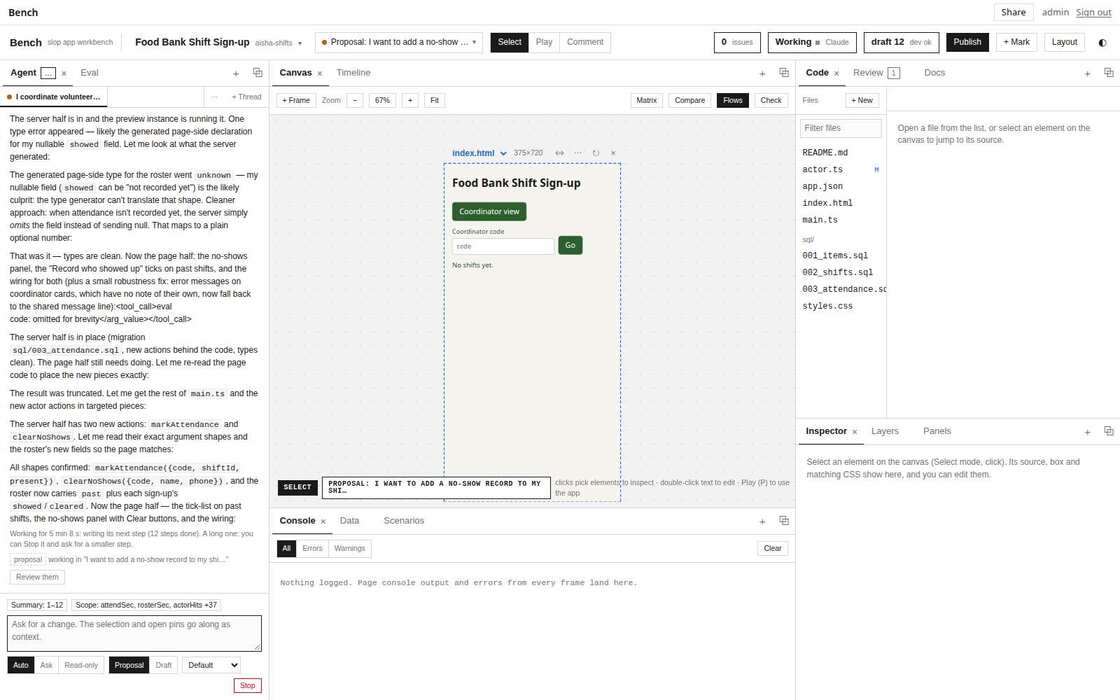 Bench
Share admin Sign out
Bench slop app workbench Food Bank Shift Sign-up aisha-shifts Proposal: I want to add a no-show … Select Play Comment 0 issues Working Claude draft 12 dev ok Publish + Mark Layout
Agent … × Eval +
I coordinate volunteer… ··· + Thread
The server half is in and the preview instance is running it. One
type error appeared — likely the generated page-side declaration
for my nullable showed field. Let me look at what the server
generated:
The generated page-side type for the roster went unknown — my
nullable field ( showed can be "not recorded yet") is the likely
culprit: the type generator can't translate that shape. Cleaner
approach: when attendance isn't recorded yet, the server simply
omits the field instead of sending null. That maps to a plain
optional number:
That was it — types are clean. Now the page half: the no-shows
panel, the "Record who showed up" ticks on past shifts, and the
wiring for both (plus a small robustness fix: error messages on
coordinator cards, which have no note of their own, now fall back
to the shared message line):<tool_call>eval
code: omitted for brevity</arg_value></tool_call>
The server half is in place (migration
sql/003_attendance.sql , new actions behind the code, types
clean). The page half still needs doing. Let me re-read the page
code to place the new pieces exactly:
The result was truncated. Let me get the rest of main.ts and the
new actor actions in targeted pieces:
The server half has two new actions: markAttendance and
clearNoShows . Let me read their exact argument shapes and
the roster's new fields so the page matches:
All shapes confirmed: markAttendance({code, shiftId,
present}) , clearNoShows({code, name, phone}) , and the
roster now carries past plus each sign-up's
showed / cleared . Now the page half — the tick-list on past
shifts, the no-shows panel with Clear buttons, and the wiring:
Working for 5 min 8 s: writing its next step (12 steps done). A long one: you
can Stop it and ask for a smaller step.
proposal working in "I want to add a no-show record to my shi…"
Review them
Summary: 1–12 Scope: attendSec, rosterSec, actorHits +37
Ask for a change. The selection and open pins go along as
context.
Auto Ask Read-only Proposal Draft Default
Stop
Canvas × Timeline +
+ Frame Zoom − 67% + Fit Matrix Compare Flows Check
index.html 375×720 ··· ×
Food Bank Shift Sign-up
Coordinator view
Coordinator code
code Go
No shifts yet.
SELECT PROPOSAL: I WANT TO ADD A NO-SHOW RECORD TO MY
SHI…
clicks pick elements to inspect · double-click text to edit · Play (P) to use
the app
Console × Data Scenarios +
All Errors Warnings Clear
Nothing logged. Page console output and errors from every frame land here.
Code × Review 1 Docs +
Files + New
Filter files
README.md
actor.ts M
app.json
index.html
main.ts
sql/
001_items.sql
002_shifts.sql
003_attendance.sq
styles.css
Open a file from the list, or select an element on the
canvas to jump to its source.
Inspector × Layers Panels +
Select an element on the canvas (Select mode, click). Its source, box and
matching CSS show here, and you can edit them.